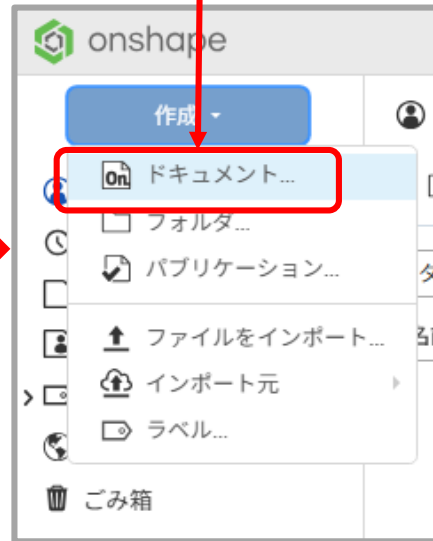 onshape
作成
On ドキュメント...
フォルダ...
パブリケーション...
ファイルをインポート...
インポート元
ラベル...
ごみ箱